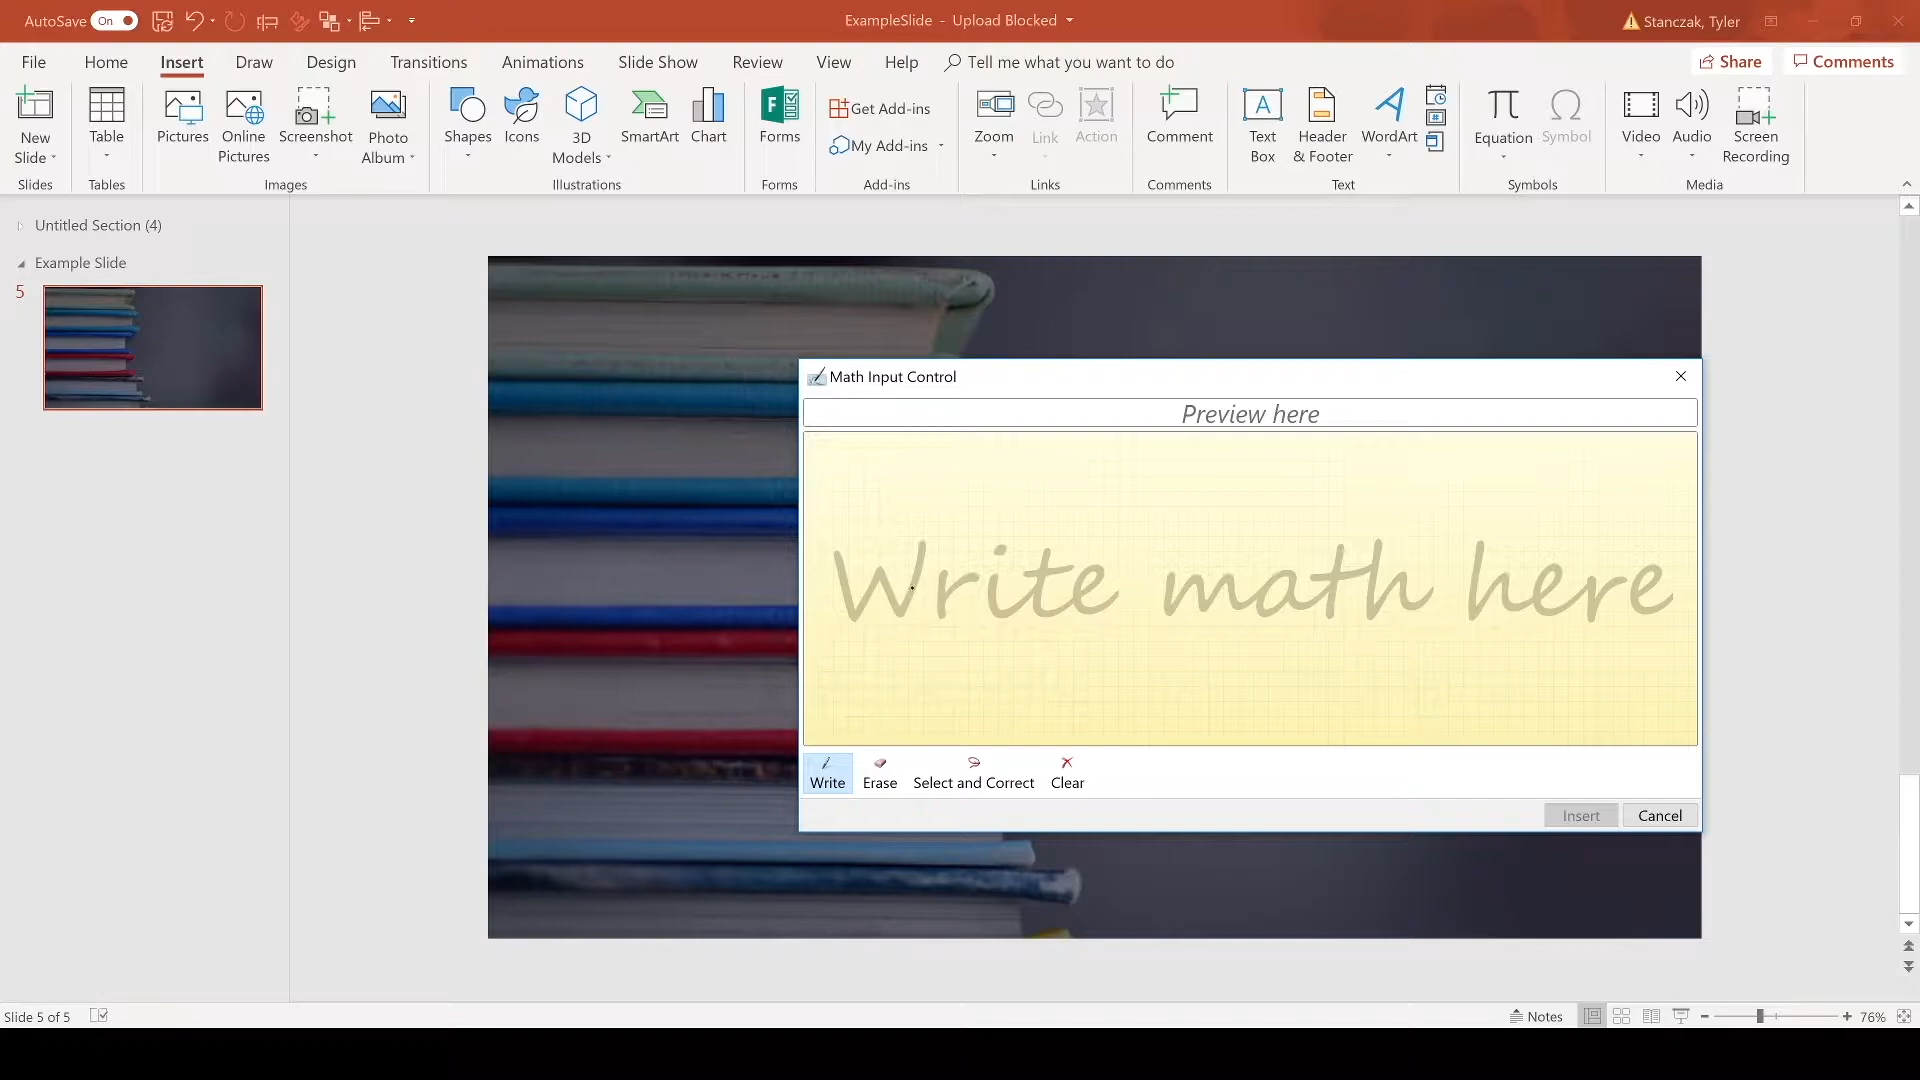 AutoSave On
ExampleSlide - Upload Blocked
Stanczak, Tyler
File Home Insert Draw Design Transitions Animations Slide Show Review View Help Tell me what you want to do Share Comments
New Slide
Table
Pictures
Online Pictures
Screenshot
Photo Album
Shapes
Icons
3D Models
SmartArt
Chart
Forms
Get Add-ins
My Add-ins
Zoom
Link
Action
Comment
Text Box
Header & Footer
WordArt
Equation
Symbol
Video
Audio
Screen Recording
Slides Tables Images Illustrations Forms Add-ins Links Comments Text Symbols Media
Untitled Section (4)
Example Slide
5
Math Input Control
Preview here
Write math here
Write Erase Select and Correct Clear
Insert Cancel
Slide 5 of 5
Notes
76%